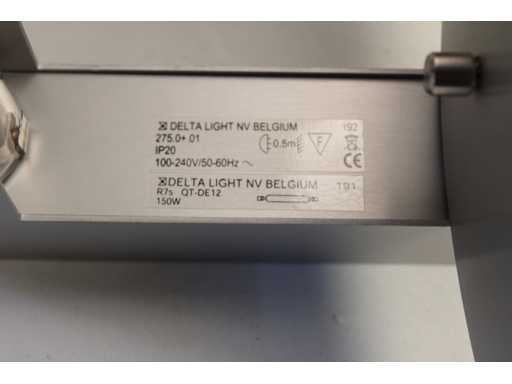 DELTA LIGHT NV BELGIUM 192
275.0+.01 0.5m F
IP20
100-240V/50-60Hz ~ CE
DELTA LIGHT NV BELGIUM 191
R7s QT-DE12
150W